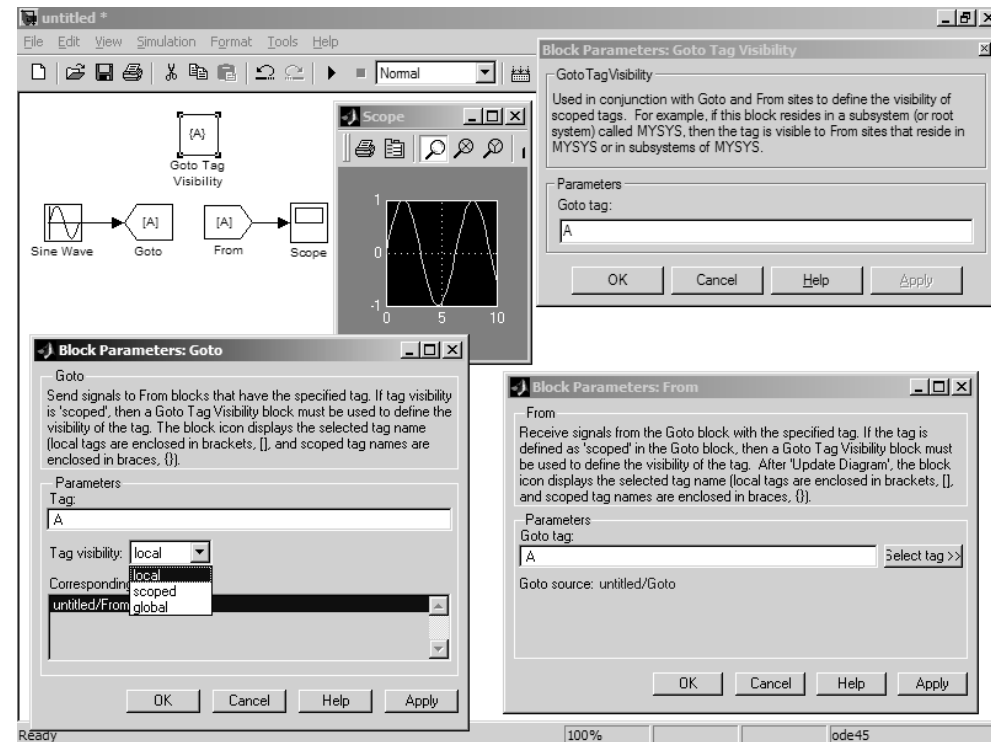 untitled *
File Edit View Simulation Format Tools Help
Normal
{A}
Goto Tag
Visibility
[A]
[A]
Sine Wave
Goto
From
Scope
Scope
1
0
-1
0
5
10
Block Parameters: Goto Tag Visibility
GotoTagVisibility
Used in conjunction with Goto and From sites to define the visibility of
scoped tags. For example, if this block resides in a subsystem (or root
system) called MYSYS, then the tag is visible to From sites that reside in
MYSYS or in subsystems of MYSYS.
Parameters
Goto tag:
A
OK Cancel Help Apply
Block Parameters: Goto
Goto
Send signals to From blocks that have the specified tag. If tag visibility
is 'scoped', then a Goto Tag Visibility block must be used to define the
visibility of the tag. The block icon displays the selected tag name
(local tags are enclosed in brackets, [], and scoped tag names are
enclosed in braces, {}).
Parameters
Tag:
A
Tag visibility: local
local
scoped
global
Corresponding
untitled/From
OK Cancel Help Apply
Block Parameters: From
From
Receive signals from the Goto block with the specified tag. If the tag is
defined as 'scoped' in the Goto block, then a Goto Tag Visibility block must
be used to define the visibility of the tag. After 'Update Diagram', the block
icon displays the selected tag name (local tags are enclosed in brackets, [],
and scoped tag names are enclosed in braces, {}).
Parameters
Goto tag:
A
Select tag >>
Goto source: untitled/Goto
OK Cancel Help Apply
Ready
100%
ode45